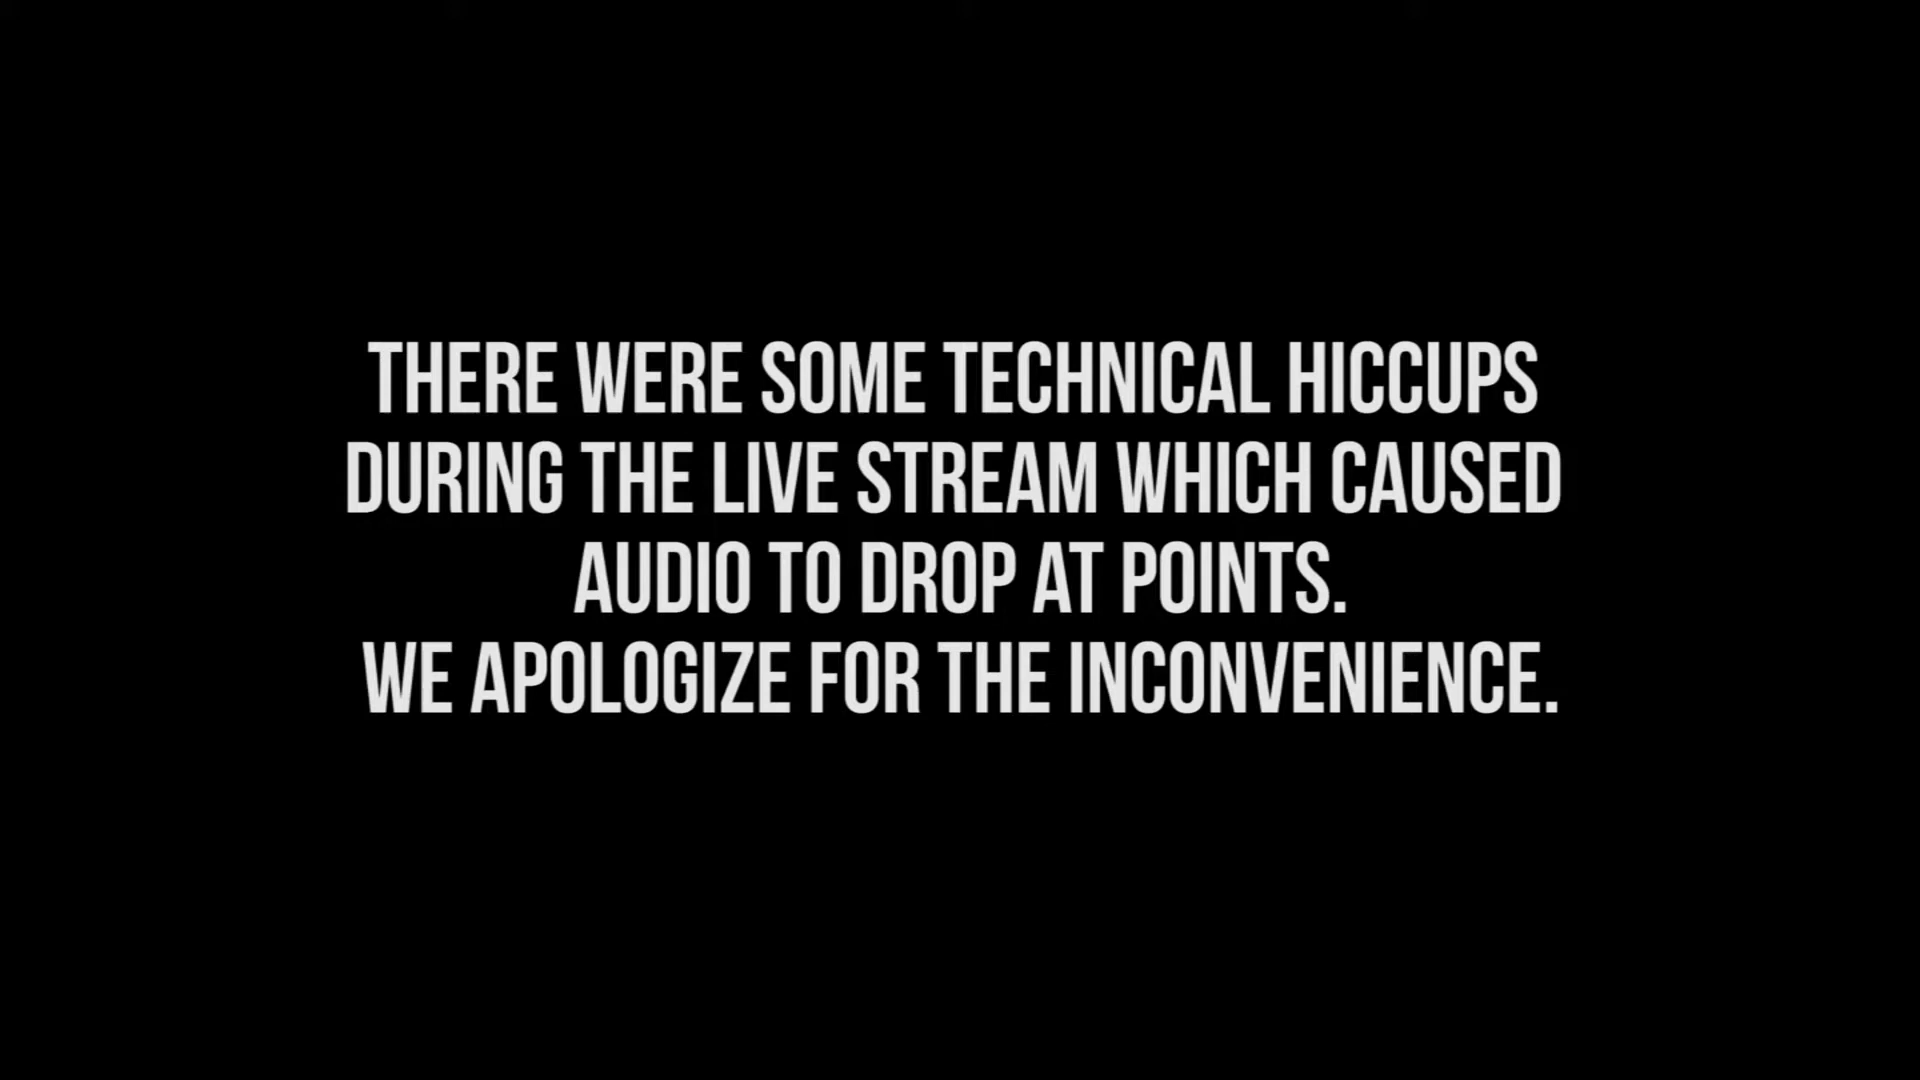 THERE WERE SOME TECHNICAL HICCUPS
DURING THE LIVE STREAM WHICH CAUSED
AUDIO TO DROP AT POINTS.
WE APOLOGIZE FOR THE INCONVENIENCE.